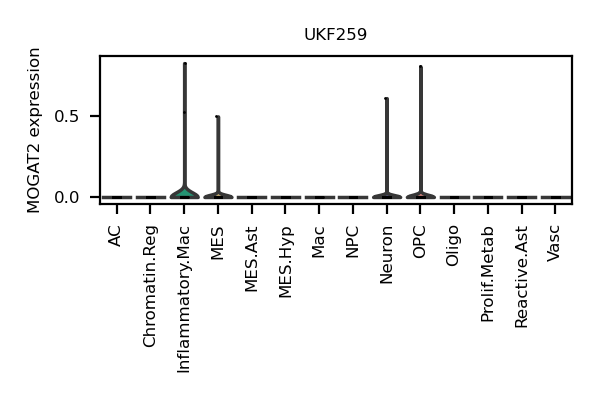 UKF259
MOGAT2 expression
0.5
0.0
AC
Chromatin.Reg
Inflammatory.Mac
MES
MES.Ast
MES.Hyp
Mac
NPC
Neuron
OPC
Oligo
Prolif.Metab
Reactive.Ast
Vasc